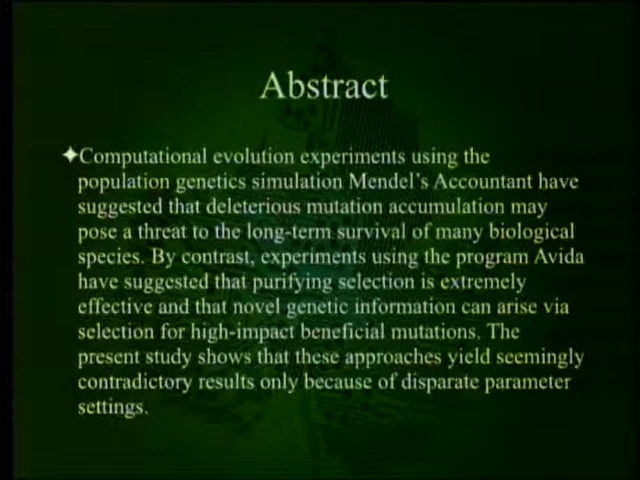 Abstract
Computational evolution experiments using the
population genetics simulation Mendel's Accountant have
suggested that deleterious mutation accumulation may
pose a threat to the long-term survival of many biological
species. By contrast, experiments using the program Avida
have suggested that purifying selection is extremely
effective and that novel genetic information can arise via
selection for high-impact beneficial mutations. The
present study shows that these approaches yield seemingly
contradictory results only because of disparate parameter
settings.